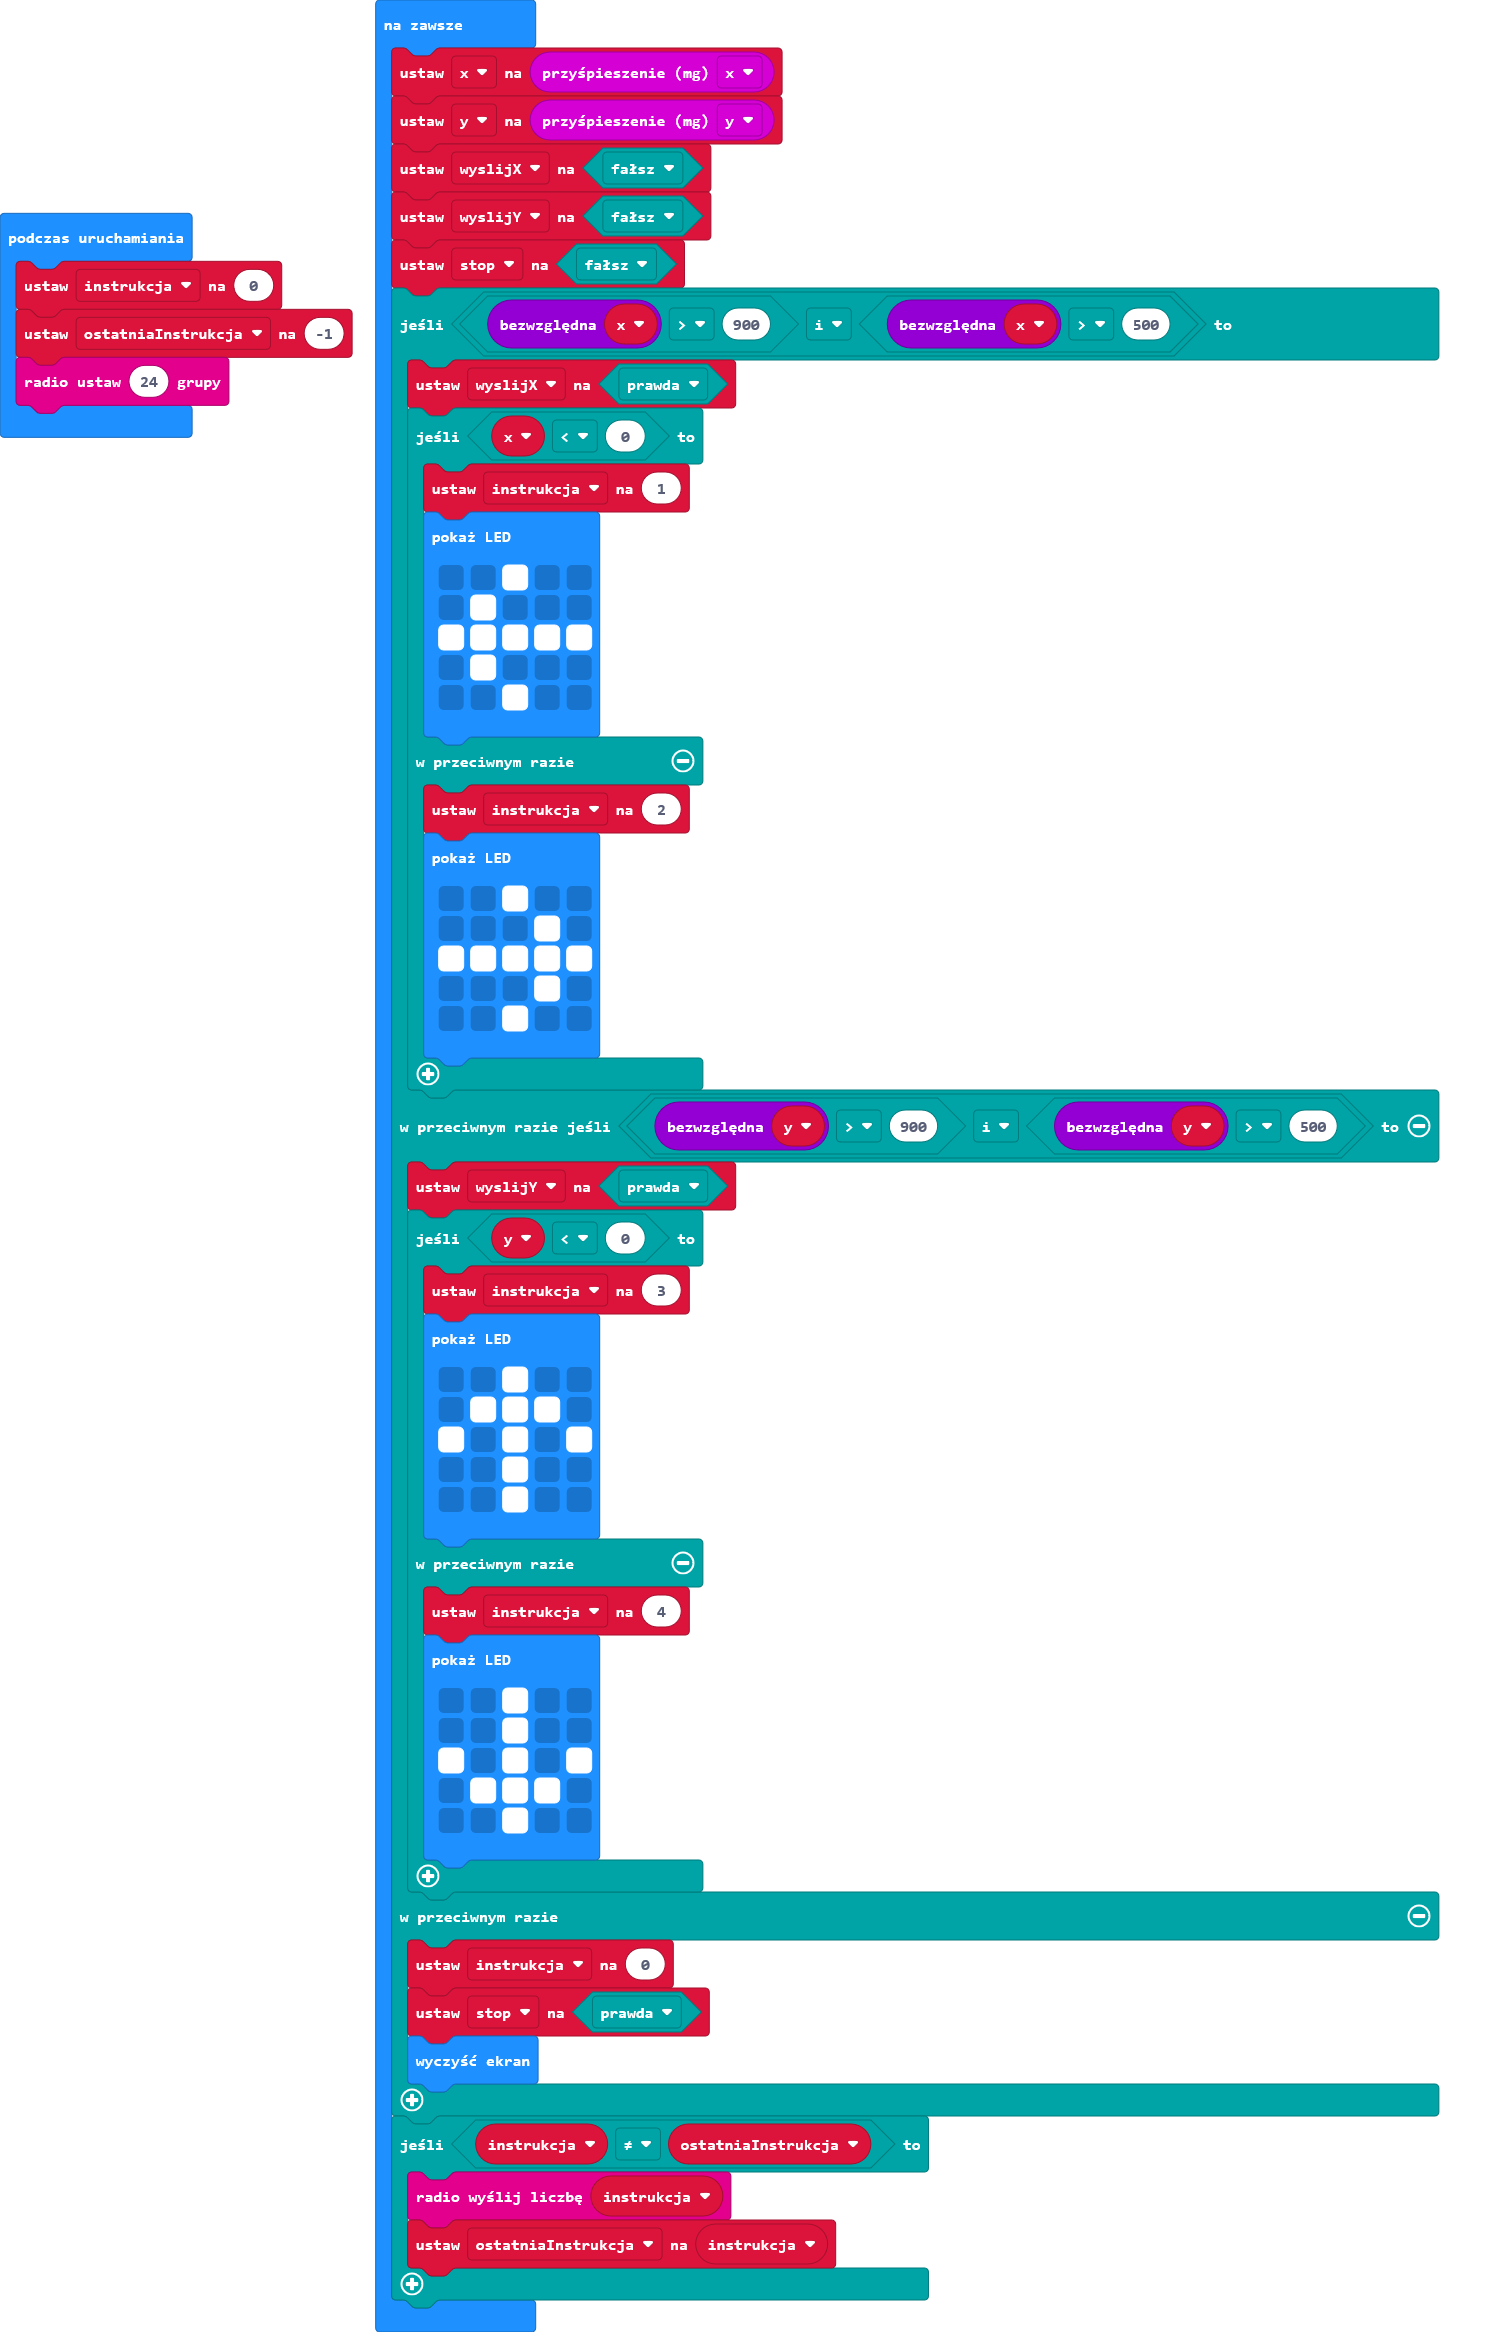 podczas uruchamiania
ustaw instrukcja na 0
ustaw ostatniaInstrukcja na -1
radio ustaw 24 grupy
na zawsze
ustaw x na przyśpieszenie (mg) x
ustaw y na przyśpieszenie (mg) y
ustaw wyslijX na fałsz
ustaw wyslijY na fałsz
ustaw stop na fałsz
jeśli bezwzględna x > 900 i bezwzględna x > 500 to
ustaw wyslijX na prawda
jeśli x < 0 to
ustaw instrukcja na 1
pokaż LED
w przeciwnym razie
ustaw instrukcja na 2
pokaż LED
w przeciwnym razie jeśli bezwzględna y > 900 i bezwzględna y > 500 to
ustaw wyslijY na prawda
jeśli y < 0 to
ustaw instrukcja na 3
pokaż LED
w przeciwnym razie
ustaw instrukcja na 4
pokaż LED
w przeciwnym razie
ustaw instrukcja na 0
ustaw stop na prawda
wyczyść ekran
jeśli instrukcja ≠ ostatniaInstrukcja to
radio wyślij liczbę instrukcja
ustaw ostatniaInstrukcja na instrukcja